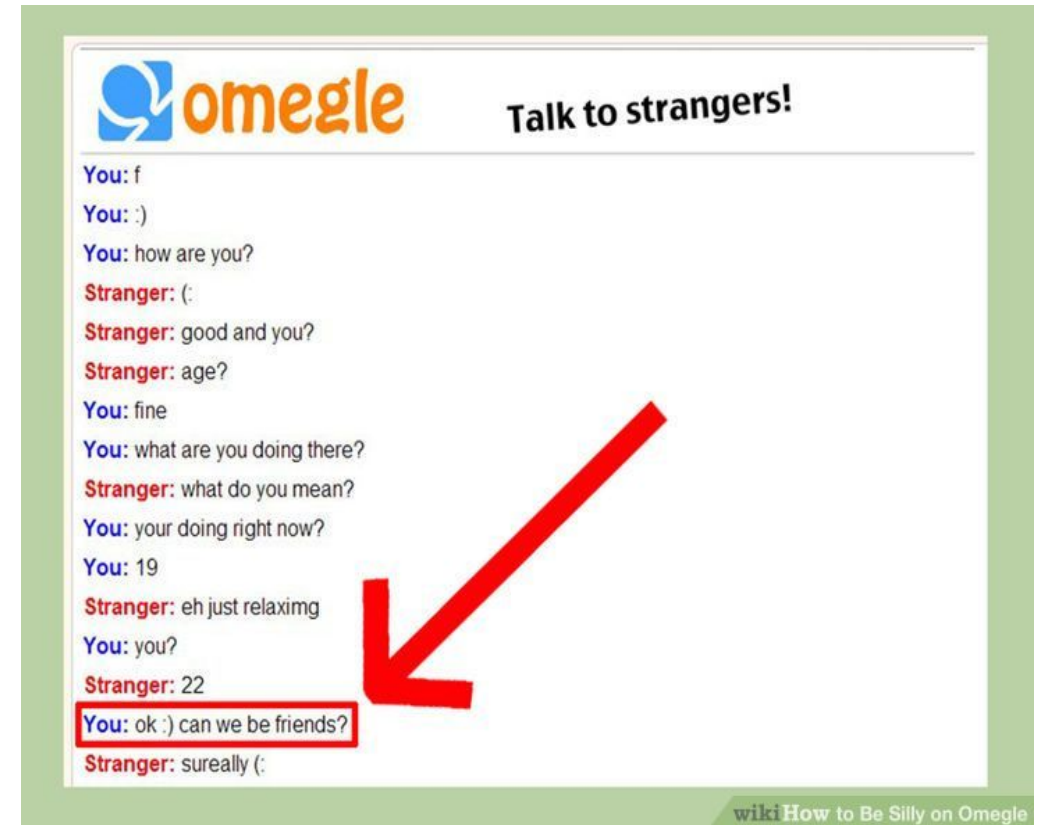 omegle Talk to strangers!
You: f
You: :)
You: how are you?
Stranger: (:
Stranger: good and you?
Stranger: age?
You: fine
You: what are you doing there?
Stranger: what do you mean?
You: your doing right now?
You: 19
Stranger: eh just relaximg
You: you?
Stranger: 22
You: ok :) can we be friends?
Stranger: sureally (:
wikiHow to Be Silly on Omegle